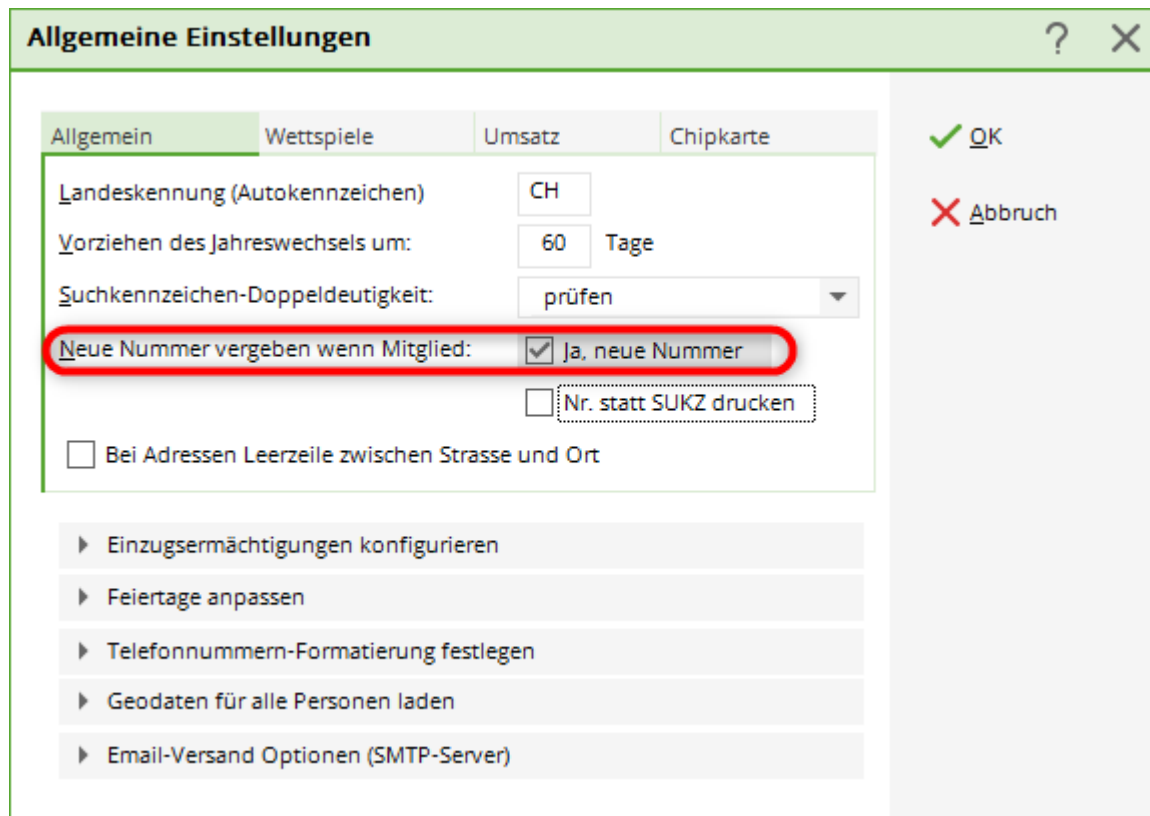 Allgemeine Einstellungen ?
Allgemein Wettspiele Umsatz Chipkarte
OK
Landeskennung (Autokennzeichen) CH
Abbruch
Vorziehen des Jahreswechsels um: 60 Tage
Suchkennzeichen-Doppeldeutigkeit: prüfen
Neue Nummer vergeben wenn Mitglied: Ja, neue Nummer
Nr. statt SUKZ drucken
Bei Adressen Leerzeile zwischen Strasse und Ort
Einzugsermächtigungen konfigurieren
Feiertage anpassen
Telefonnummern-Formatierung festlegen
Geodaten für alle Personen laden
Email-Versand Optionen (SMTP-Server)